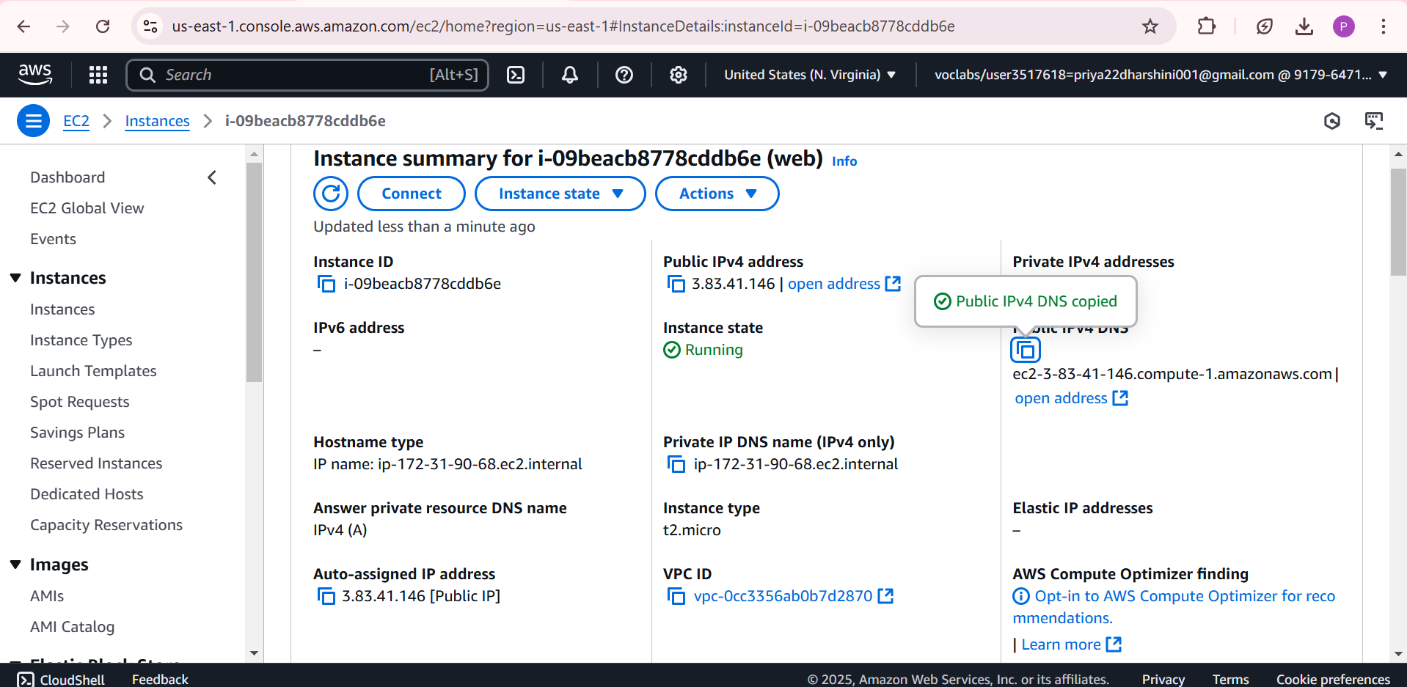 us-east-1.console.aws.amazon.com/ec2/home?region=us-east-1#InstanceDetails:instanceId=i-09beacb8778cddb6e
P
aws
Search
[Alt+S]
United States (N. Virginia)
voclabs/user3517618=priya22dharshini001@gmail.com @ 9179-6471...
EC2
Instances
i-09beacb8778cddb6e
Dashboard
EC2 Global View
Events
Instances
Instances
Instance Types
Launch Templates
Spot Requests
Savings Plans
Reserved Instances
Dedicated Hosts
Capacity Reservations
Images
AMIs
AMI Catalog
Instance summary for i-09beacb8778cddb6e (web)
Info
Connect
Instance state
Actions
Updated less than a minute ago
Instance ID
i-09beacb8778cddb6e
Public IPv4 address
3.83.41.146 | open address
Private IPv4 addresses
Public IPv4 DNS copied
IPv6 address
–
Instance state
Running
Public IPv4 DNS
ec2-3-83-41-146.compute-1.amazonaws.com |
open address
Hostname type
IP name: ip-172-31-90-68.ec2.internal
Private IP DNS name (IPv4 only)
ip-172-31-90-68.ec2.internal
Answer private resource DNS name
IPv4 (A)
Instance type
t2.micro
Elastic IP addresses
–
Auto-assigned IP address
3.83.41.146 [Public IP]
VPC ID
vpc-0cc3356ab0b7d2870
AWS Compute Optimizer finding
Opt-in to AWS Compute Optimizer for reco
mmendations.
| Learn more
CloudShell
Feedback
© 2025, Amazon Web Services, Inc. or its affiliates.
Privacy
Terms
Cookie preferences